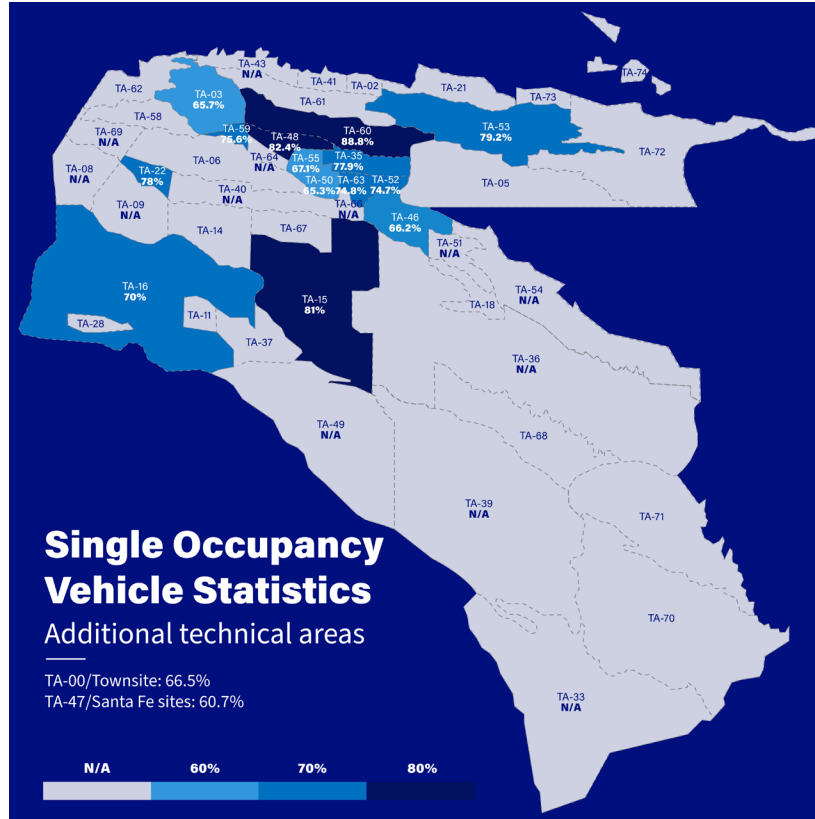 TA-43
N/A
TA-74
TA-62
TA-03
65.7%
TA-41
TA-02
TA-21
TA-73
TA-61
TA-58
TA-69
N/A
TA-59
75.6%
TA-48
82.4%
TA-60
88.8%
TA-53
79.2%
TA-72
TA-08
N/A
TA-22
78%
TA-06
TA-64
N/A
TA-55
67.1%
TA-35
77.9%
TA-50
65.3%
TA-63
74.8%
TA-52
74.7%
TA-05
TA-40
N/A
TA-09
N/A
TA-66
N/A
TA-46
66.2%
TA-14
TA-67
TA-51
N/A
TA-16
70%
TA-15
81%
TA-54
N/A
TA-18
TA-28
TA-11
TA-37
TA-36
N/A
TA-49
N/A
TA-68
TA-39
N/A
TA-71
TA-70
TA-33
N/A
Single Occupancy
Vehicle Statistics
Additional technical areas
TA-00/Townsite: 66.5%
TA-47/Santa Fe sites: 60.7%
N/A 60% 70% 80%